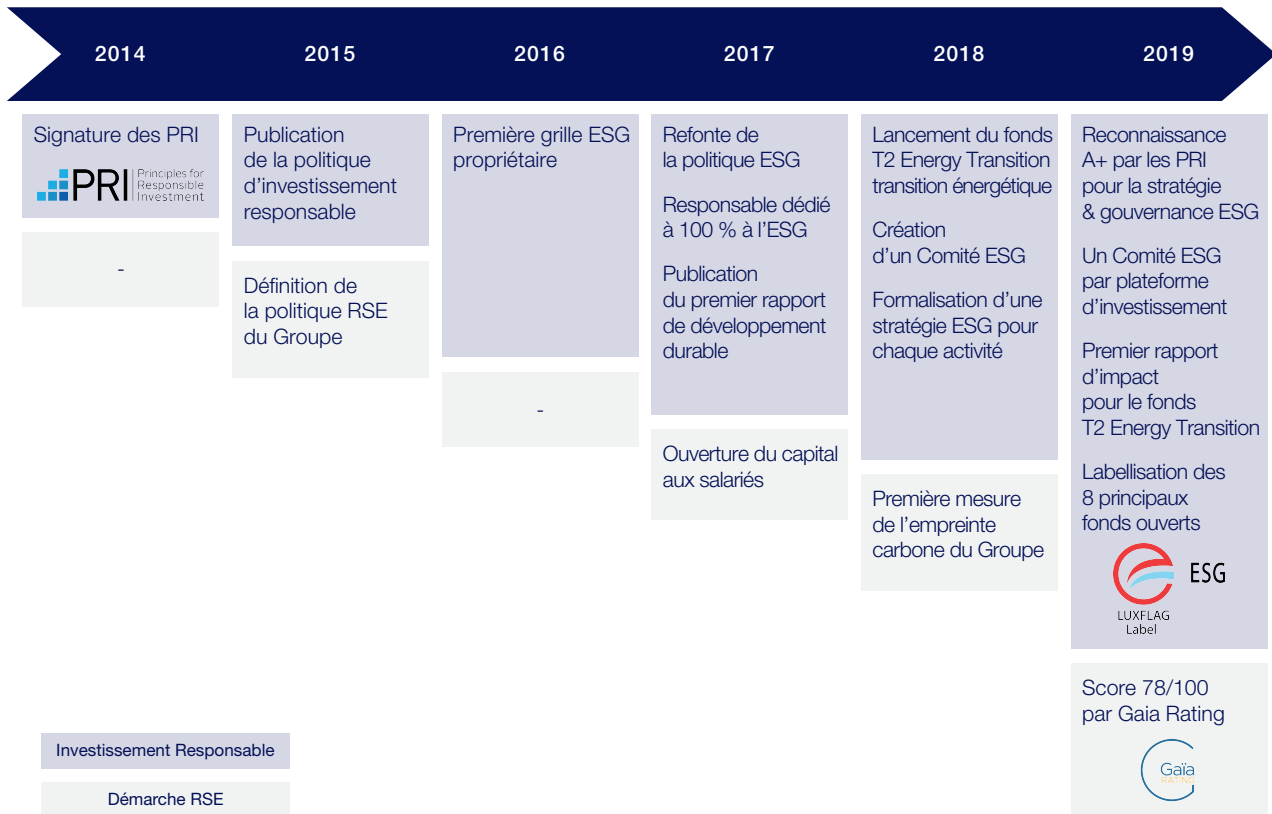 2014
2015
2016
2017
2018
2019
Signature des PRI
PRI
Principles for
Responsible
Investment
-
Publication
de la politique
d’investissement
responsable
Définition de
la politique RSE
du Groupe
Première grille ESG
propriétaire
-
Refonte de
la politique ESG
Responsable dédié
à 100 % à l’ESG
Publication
du premier rapport
de développement
durable
Ouverture du capital
aux salariés
Lancement du fonds
T2 Energy Transition
transition énergétique
Création
d’un Comité ESG
Formalisation d’une
stratégie ESG pour
chaque activité
Première mesure
de l’empreinte
carbone du Groupe
Reconnaissance
A+ par les PRI
pour la stratégie
& gouvernance ESG
Un Comité ESG
par plateforme
d’investissement
Premier rapport
d’impact
pour le fonds
T2 Energy Transition
Labellisation des
8 principaux
fonds ouverts
ESG
LUXFLAG
Label
Score 78/100
par Gaia Rating
Gaïa
RATING
Investissement Responsable
Démarche RSE